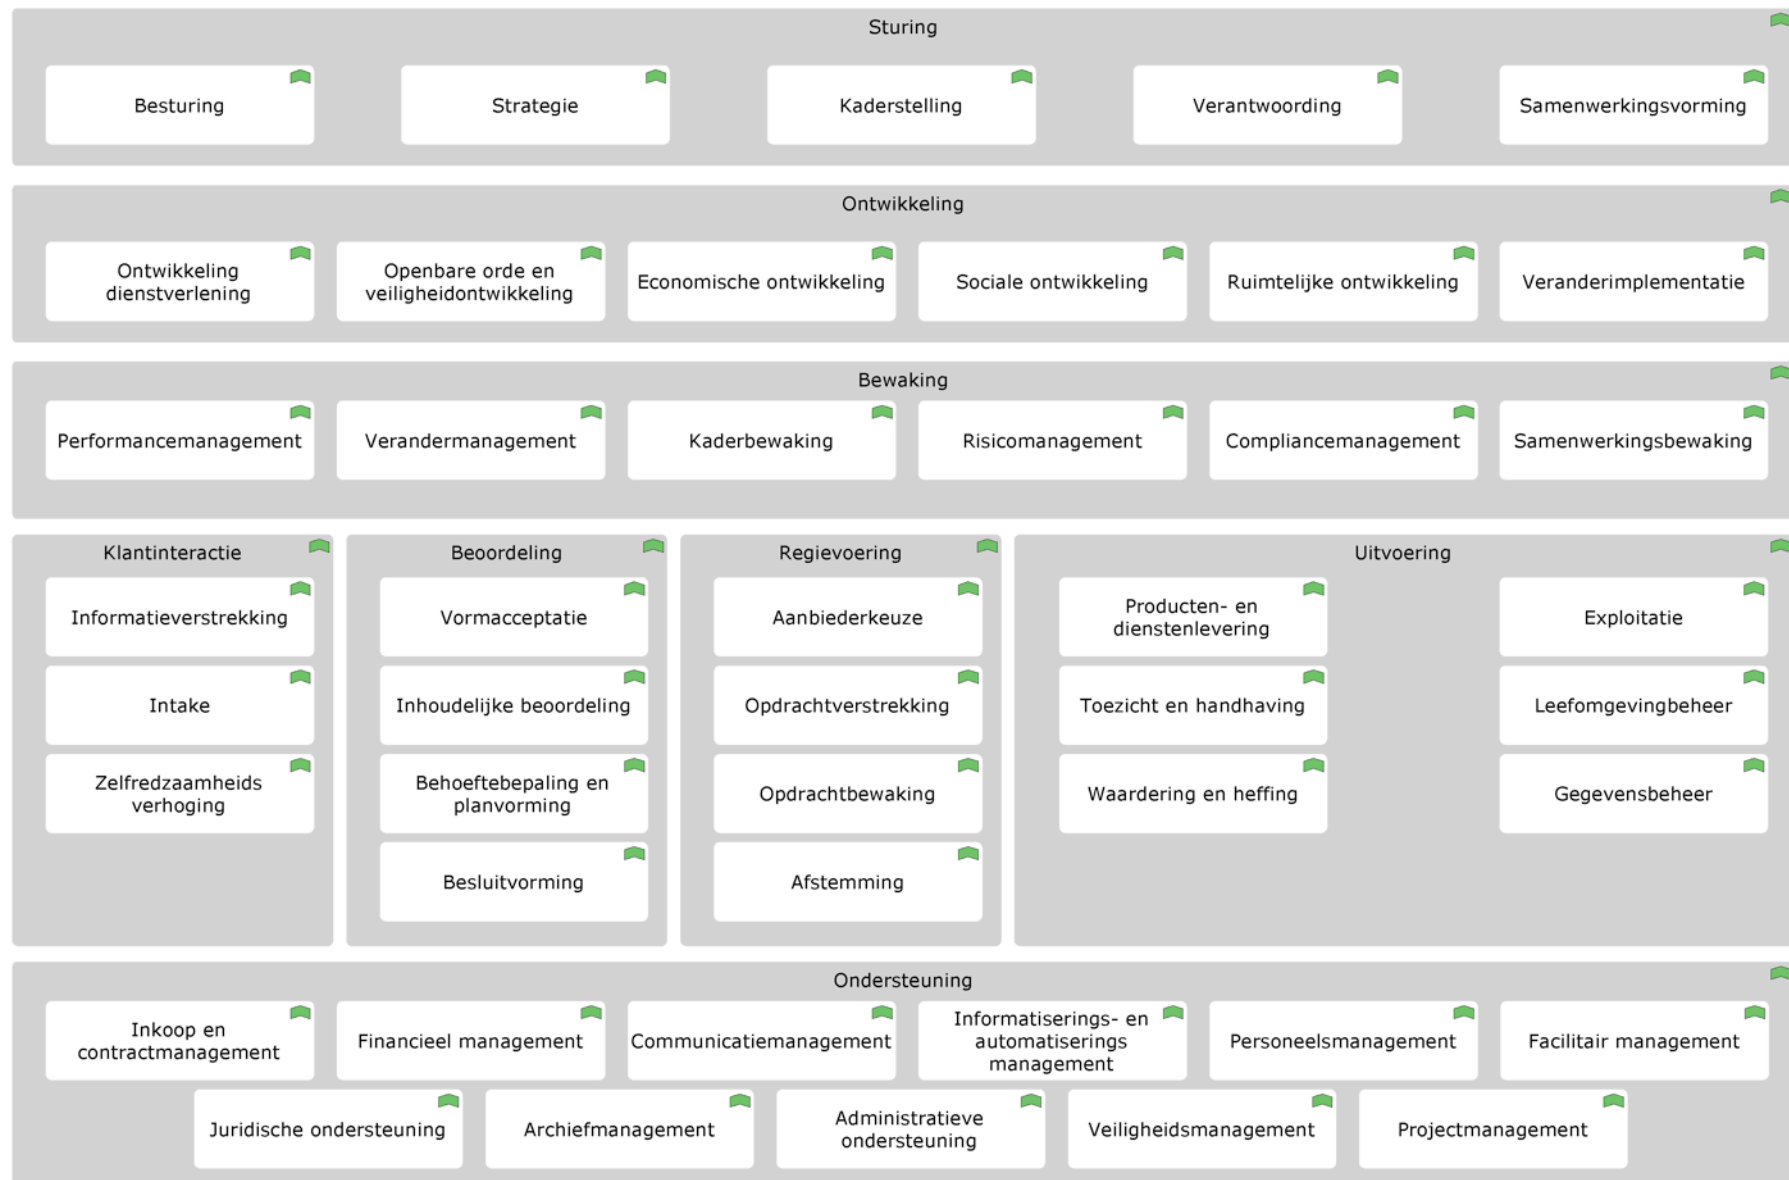 Sturing
Besturing
Strategie
Kaderstelling
Verantwoording
Samenwerkingsvorming
Ontwikkeling
Ontwikkeling
dienstverlening
Openbare orde en
veiligheidontwikkeling
Economische ontwikkeling
Sociale ontwikkeling
Ruimtelijke ontwikkeling
Veranderimplementatie
Bewaking
Performancemanagement
Verandermanagement
Kaderbewaking
Risicomanagement
Compliancemanagement
Samenwerkingsbewaking
Klantinteractie
Informatieverstrekking
Intake
Zelfredzaamheids
verhoging
Beoordeling
Vormacceptatie
Inhoudelijke beoordeling
Behoeftebepaling en
planvorming
Besluitvorming
Regievoering
Aanbiederkeuze
Opdrachtverstrekking
Opdrachtbewaking
Afstemming
Uitvoering
Producten- en
dienstenlevering
Exploitatie
Toezicht en handhaving
Leefomgevingbeheer
Waardering en heffing
Gegevensbeheer
Ondersteuning
Inkoop en
contractmanagement
Financieel management
Communicatiemanagement
Informatiserings- en
automatiserings
management
Personeelsmanagement
Facilitair management
Juridische ondersteuning
Archiefmanagement
Administratieve
ondersteuning
Veiligheidsmanagement
Projectmanagement